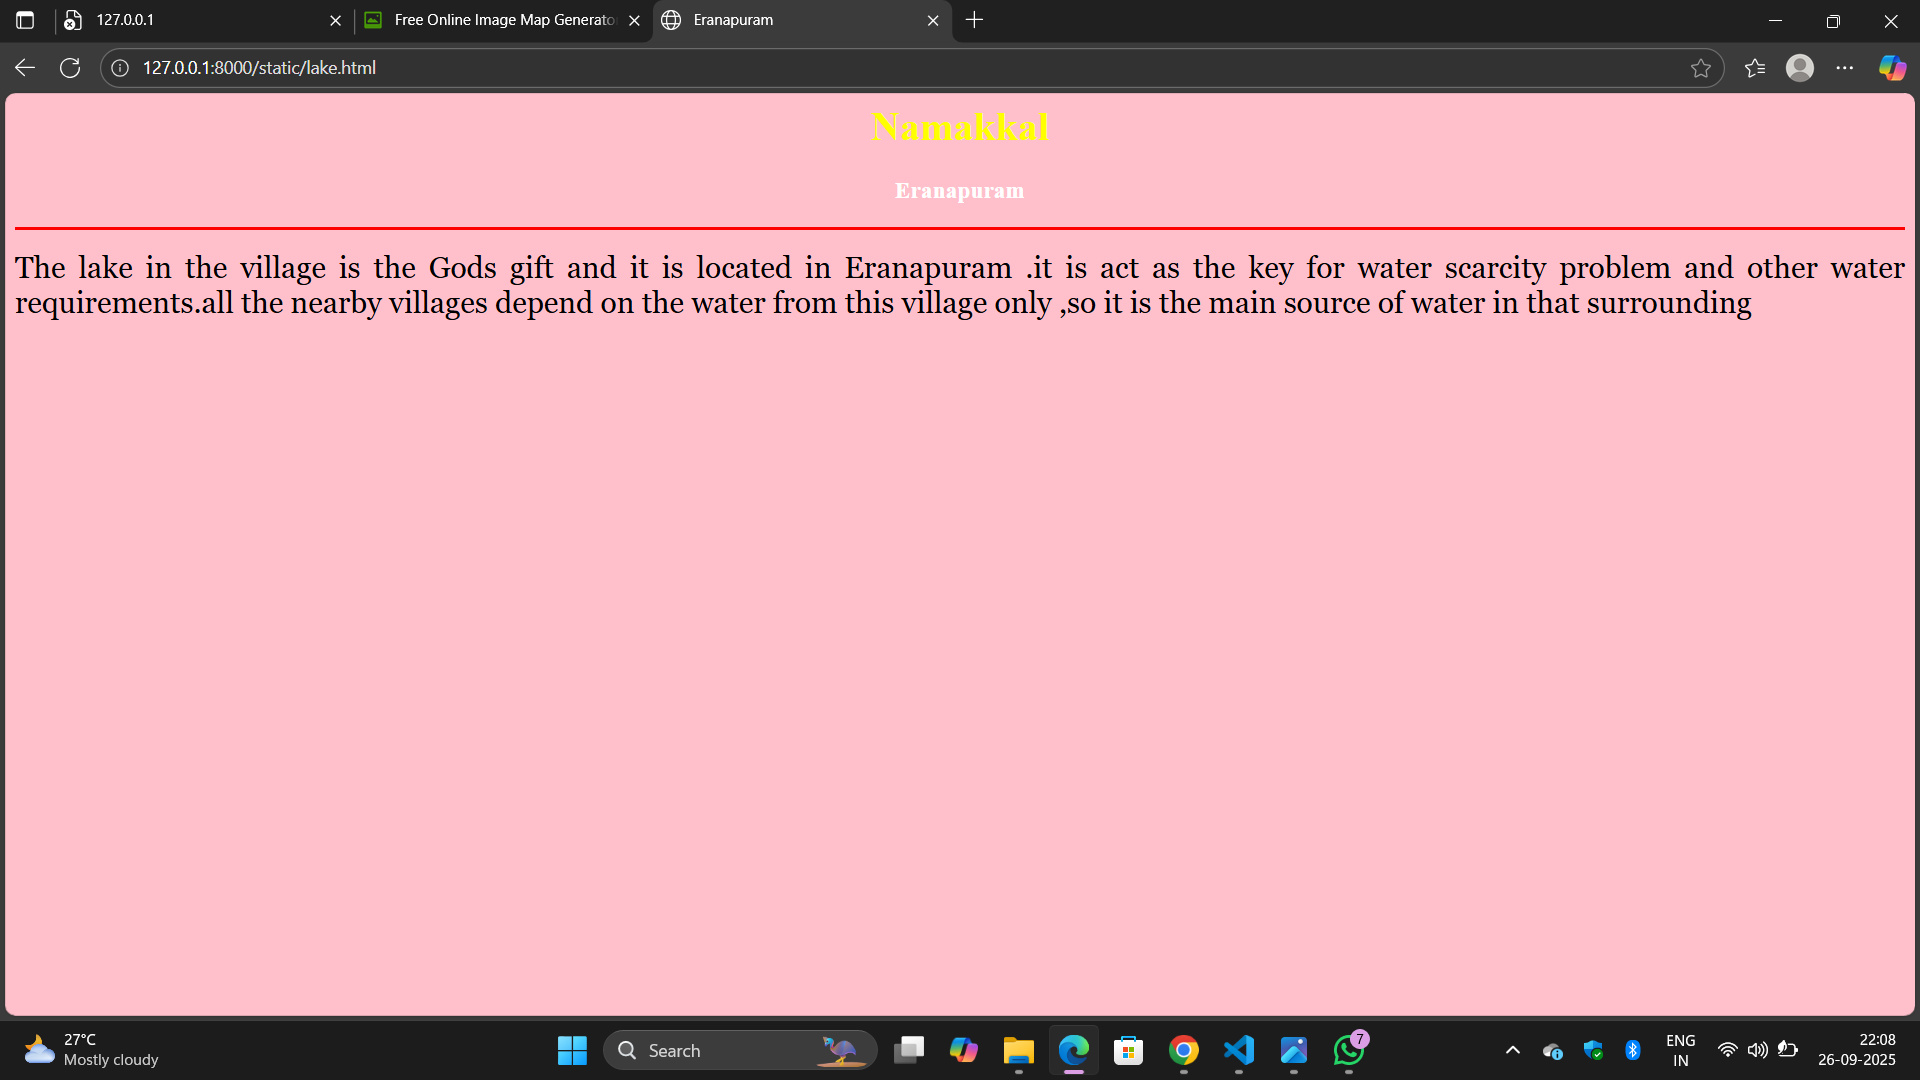 127.0.0.1
Free Online Image Map Generato
Eranapuram
127.0.0.1:8000/static/lake.html
Namakkal
Eranapuram
The lake in the village is the Gods gift and it is located in Eranapuram .it is act as the key for water scarcity problem and other water
requirements.all the nearby villages depend on the water from this village only ,so it is the main source of water in that surrounding
27°C
Mostly cloudy
Search
7
ENG
IN
22:08
26-09-2025